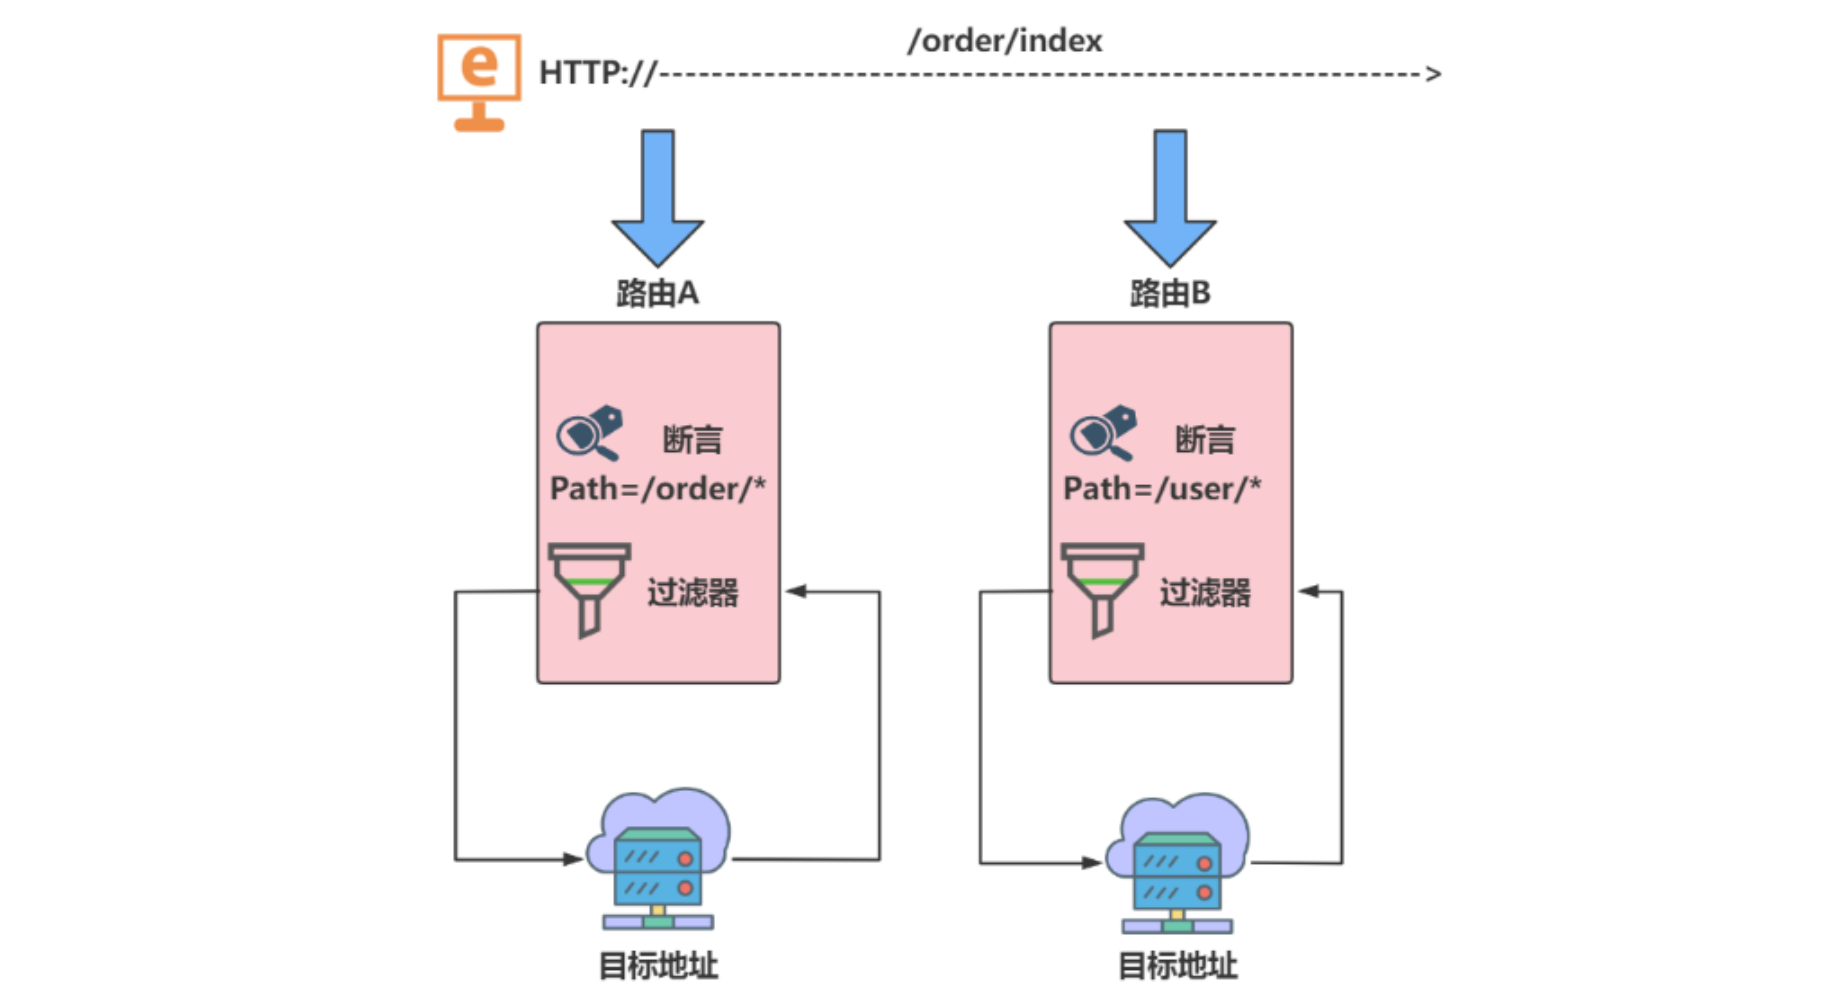 /order/index
HTTP://
路由A
路由B
断言
Path=/order/*
过滤器
断言
Path=/user/*
过滤器
目标地址
目标地址